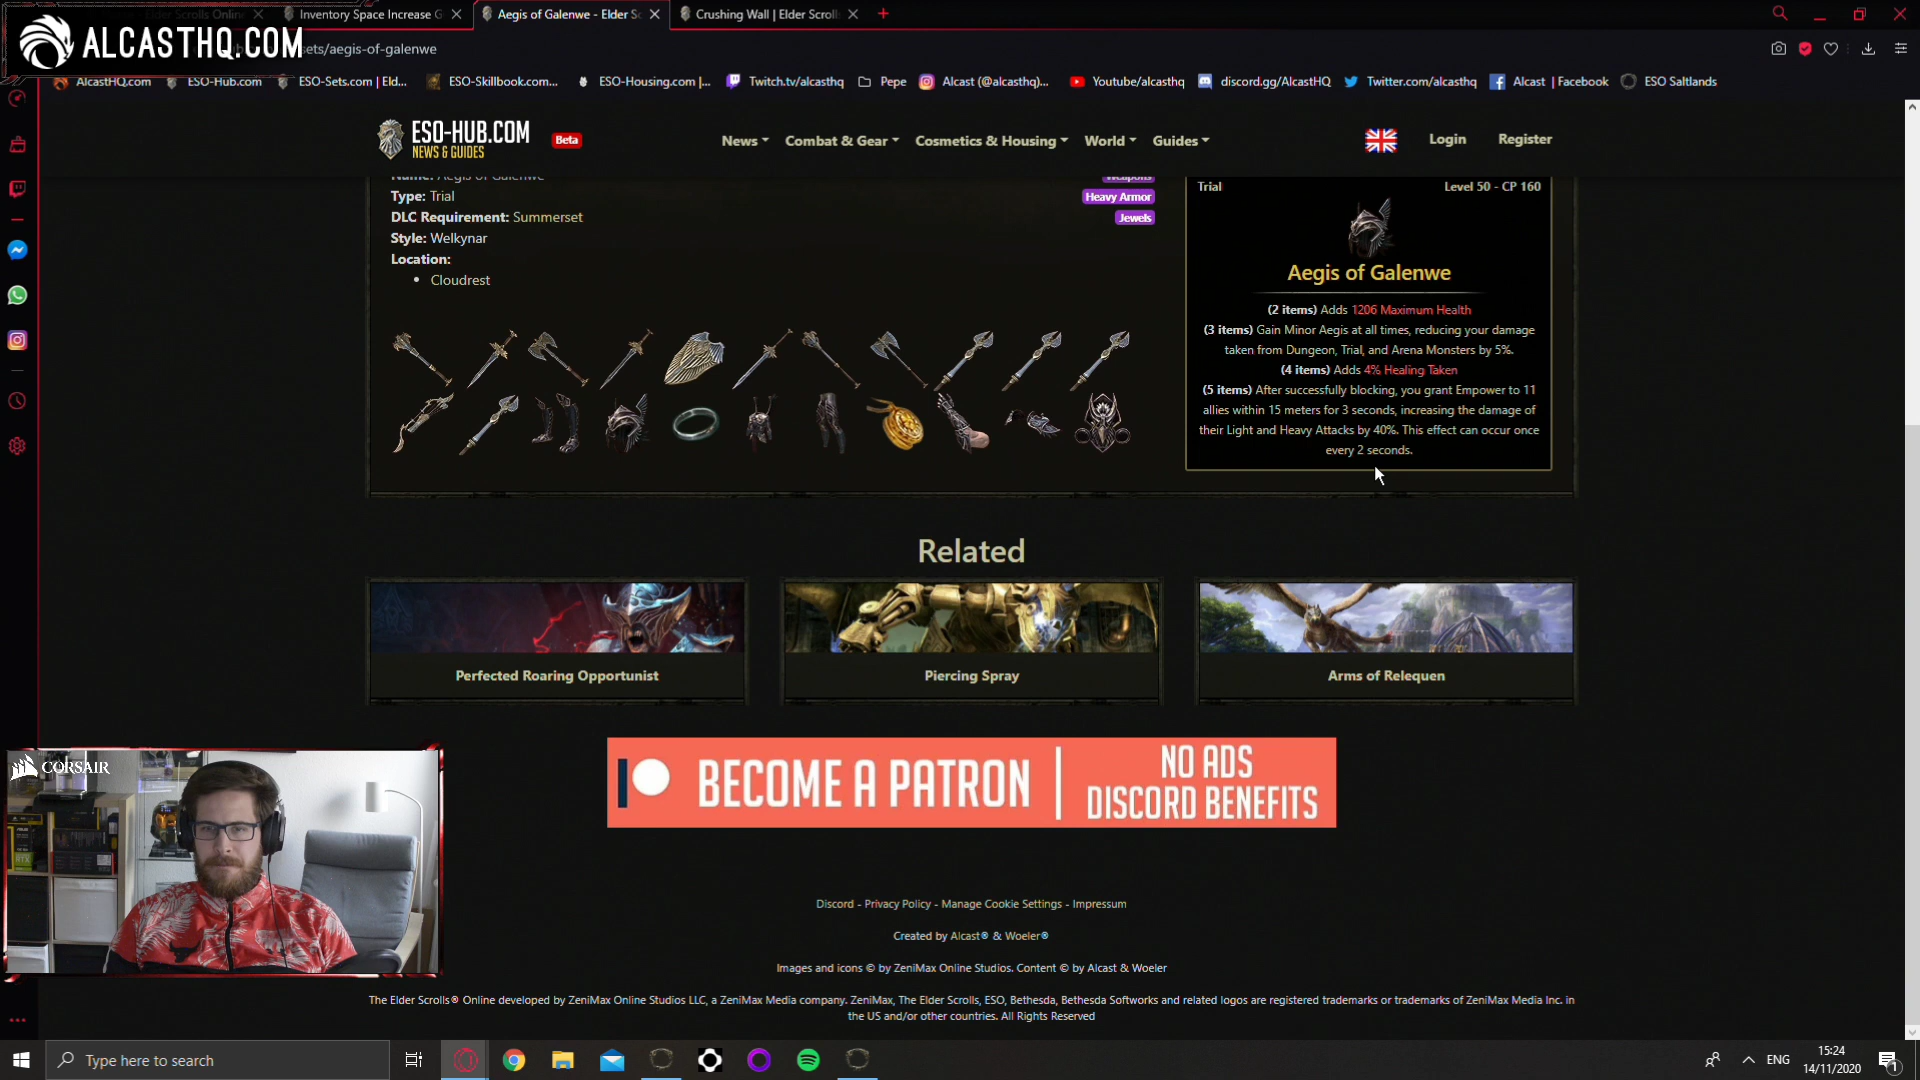 Elder Scrolls Onlin
Inventory Space Increase G
Aegis of Galenwe - Elder Sc
Crushing Wall | Elder Scroll
ALCASTHQ.COM
ets/aegis-of-galenwe
AlcastHQ.com
ESO-Hub.com
ESO-Sets.com | Eld...
ESO-Skillbook.com...
ESO-Housing.com |...
Twitch.tv/alcasthq
Pepe
Alcast (@alcasthq)...
Youtube/alcasthq
discord.gg/AlcastHQ
Twitter.com/alcasthq
Alcast | Facebook
ESO Saltlands
ESO-HUB.COM
NEWS & GUIDES
Beta
News
Combat & Gear
Cosmetics & Housing
World
Guides
Login
Register
Name: Aegis of Galenwe
Type: Trial
DLC Requirement: Summerset
Style: Welkynar
Location:
• Cloudrest
Weapons
Heavy Armor
Jewels
Trial
Level 50 - CP 160
Aegis of Galenwe
(2 items) Adds 1206 Maximum Health
(3 items) Gain Minor Aegis at all times, reducing your damage
taken from Dungeon, Trial, and Arena Monsters by 5%.
(4 items) Adds 4% Healing Taken
(5 items) After successfully blocking, you grant Empower to 11
allies within 15 meters for 3 seconds, increasing the damage of
their Light and Heavy Attacks by 40%. This effect can occur once
every 2 seconds.
Related
Perfected Roaring Opportunist
Piercing Spray
Arms of Relequen
BECOME A PATRON
NO ADS
DISCORD BENEFITS
CORSAIR
Discord - Privacy Policy - Manage Cookie Settings - Impressum
Created by Alcast® & Woeler®
Images and icons © by ZeniMax Online Studios. Content © by Alcast & Woeler
The Elder Scrolls® Online developed by ZeniMax Online Studios LLC, a ZeniMax Media company. ZeniMax, The Elder Scrolls, ESO, Bethesda, Bethesda Softworks and related logos are registered trademarks or trademarks of ZeniMax Media Inc. in
the US and/or other countries. All Rights Reserved
Type here to search
ENG
15:24
14/11/2020
1